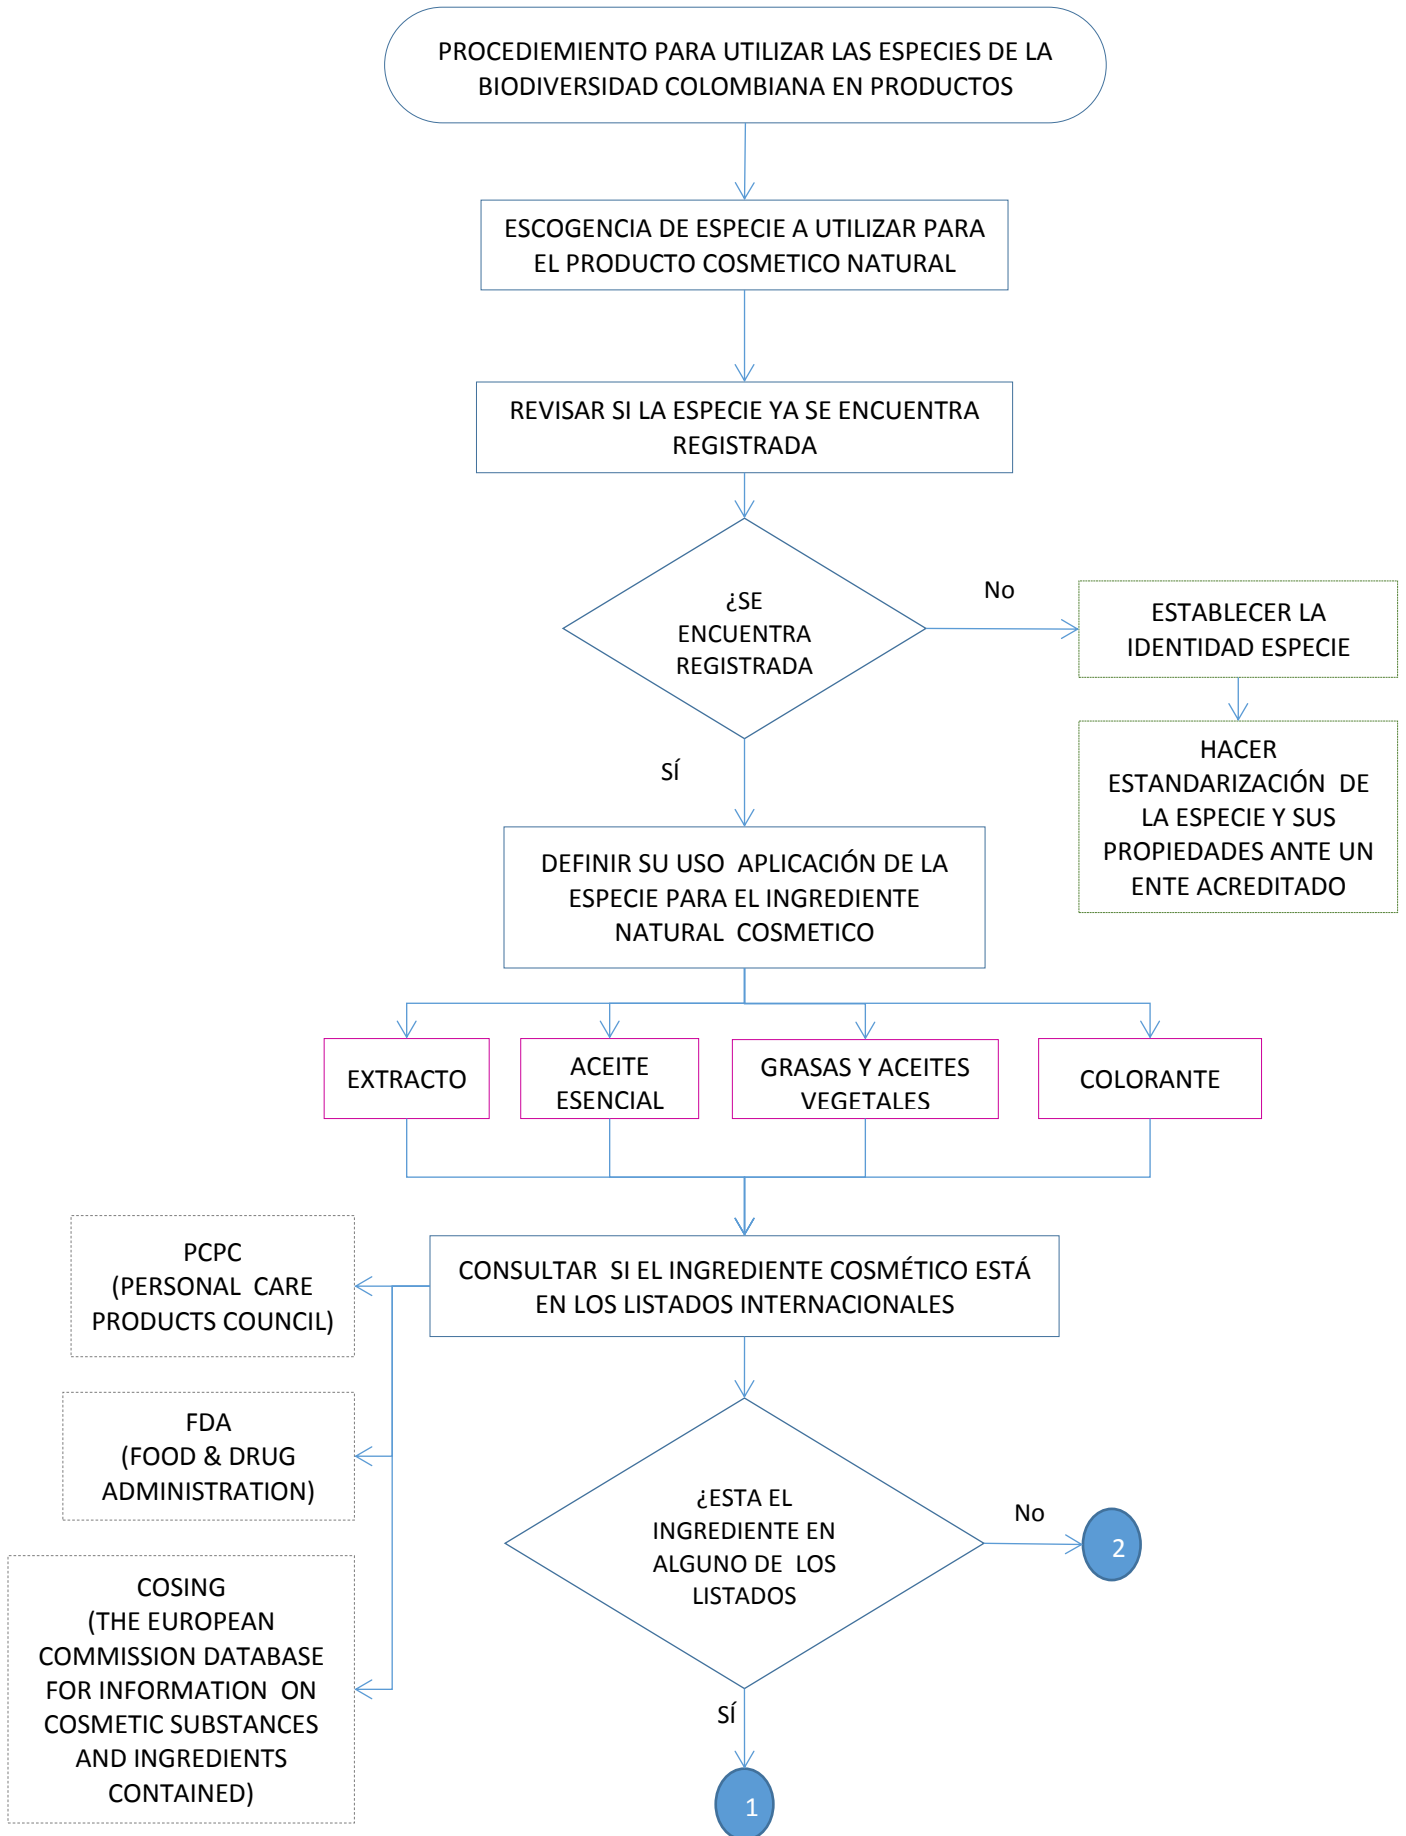 PROCEDIEMIENTO PARA UTILIZAR LAS ESPECIES DE LA
BIODIVERSIDAD COLOMBIANA EN PRODUCTOS
ESCOGENCIA DE ESPECIE A UTILIZAR PARA
EL PRODUCTO COSMETICO NATURAL
REVISAR SI LA ESPECIE YA SE ENCUENTRA
REGISTRADA
¿SE
ENCUENTRA
REGISTRADA
No
ESTABLECER LA
IDENTIDAD ESPECIE
HACER
ESTANDARIZACIÓN DE
LA ESPECIE Y SUS
PROPIEDADES ANTE UN
ENTE ACREDITADO
SÍ
DEFINIR SU USO APLICACIÓN DE LA
ESPECIE PARA EL INGREDIENTE
NATURAL COSMETICO
EXTRACTO
ACEITE
ESENCIAL
GRASAS Y ACEITES
VEGETALES
COLORANTE
CONSULTAR SI EL INGREDIENTE COSMÉTICO ESTÁ
EN LOS LISTADOS INTERNACIONALES
PCPC
(PERSONAL CARE
PRODUCTS COUNCIL)
FDA
(FOOD & DRUG
ADMINISTRATION)
COSING
(THE EUROPEAN
COMMISSION DATABASE
FOR INFORMATION ON
COSMETIC SUBSTANCES
AND INGREDIENTS
CONTAINED)
¿ESTA EL
INGREDIENTE EN
ALGUNO DE LOS
LISTADOS
No
2
SÍ
1